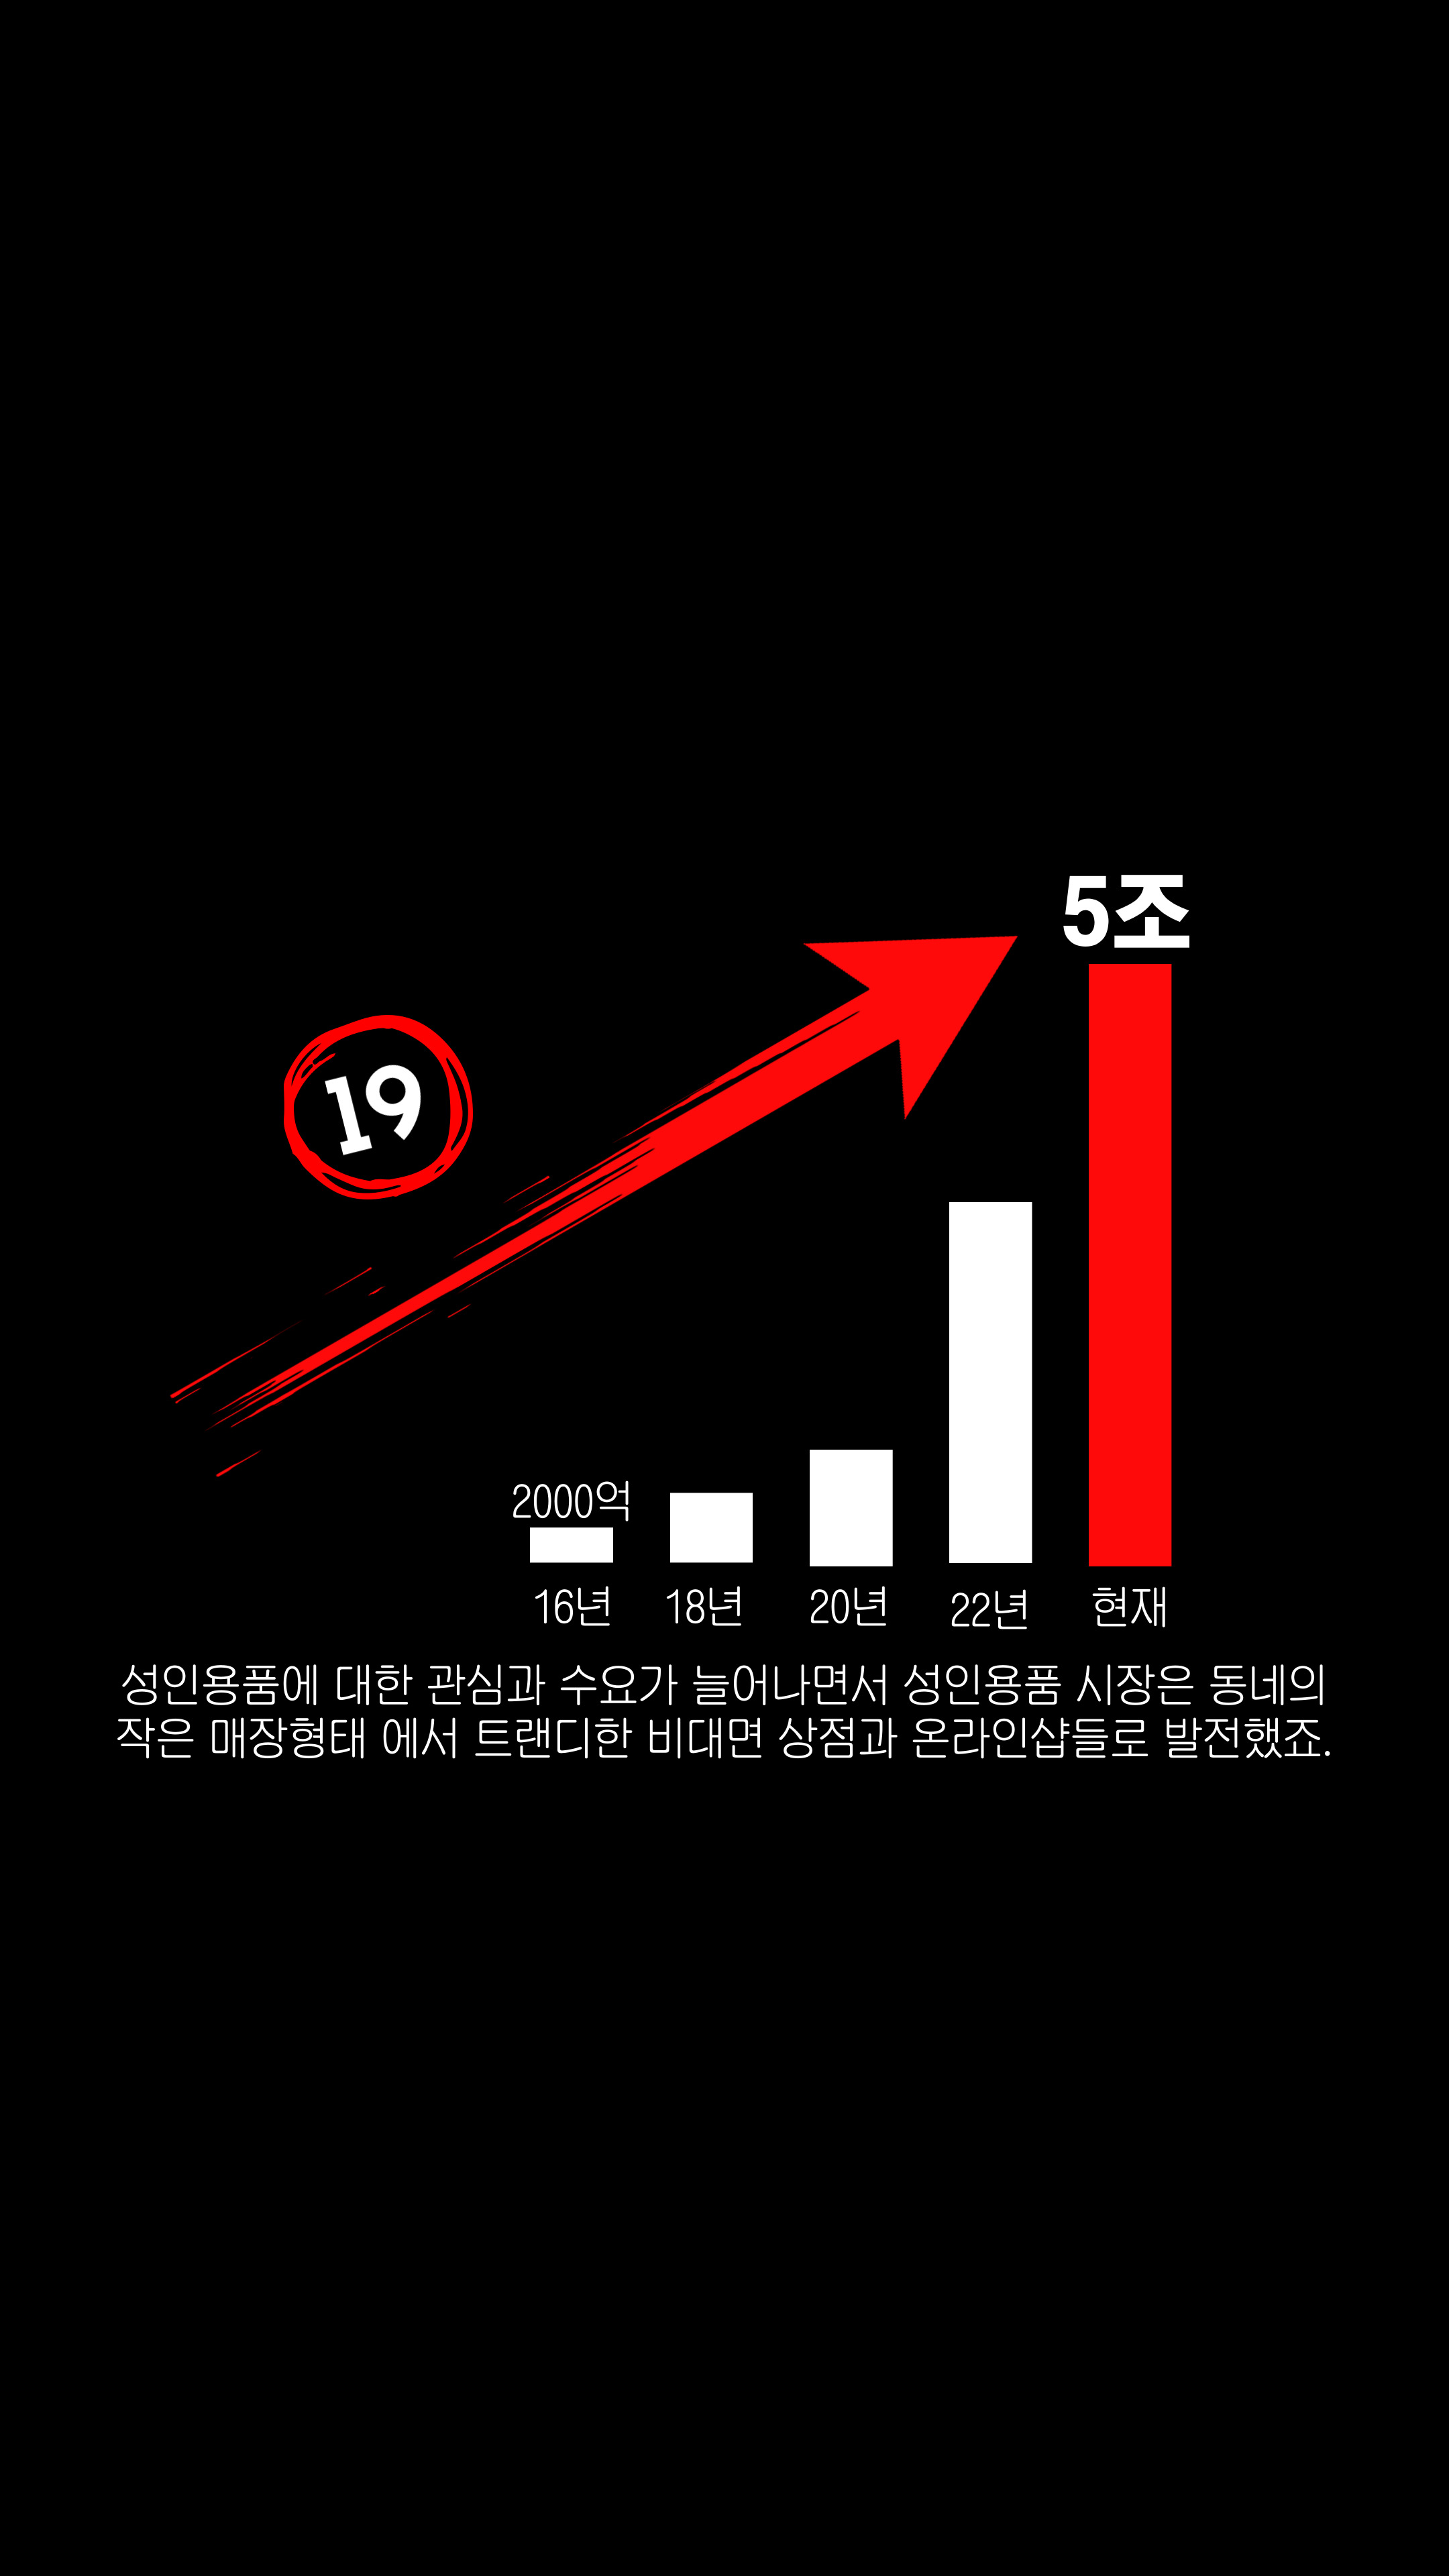 5조
19
2000억
16년 18년 20년 22년 현재
성인용품에 대한 관심과 수요가 늘어나면서 성인용품 시장은 동네의
작은 매장형태 에서 트랜디한 비대면 상점과 온라인샵들로 발전했죠.